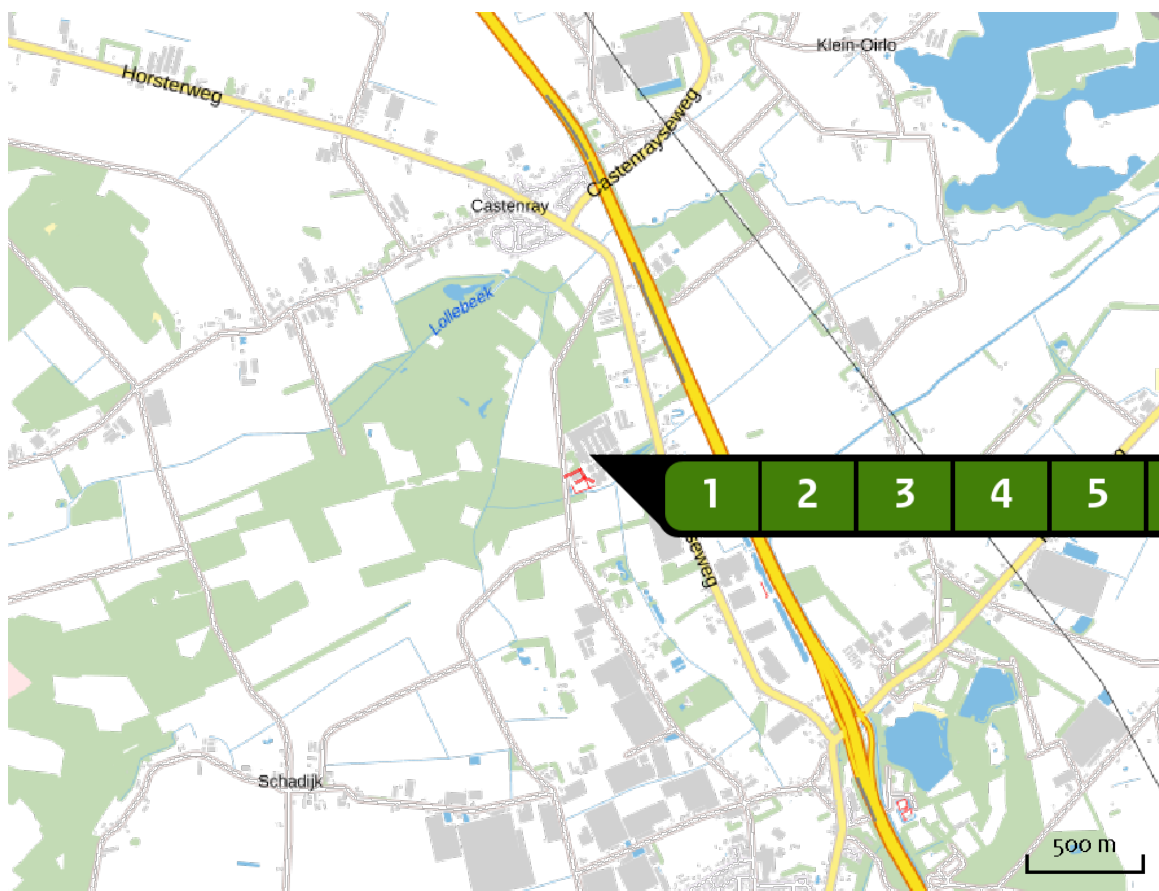 Klein-Oirlo
Horsterweg
Castenrayseweg
Castenray
Lollebeek
1 2 3 4 5
seweg
Schadijk
500 m